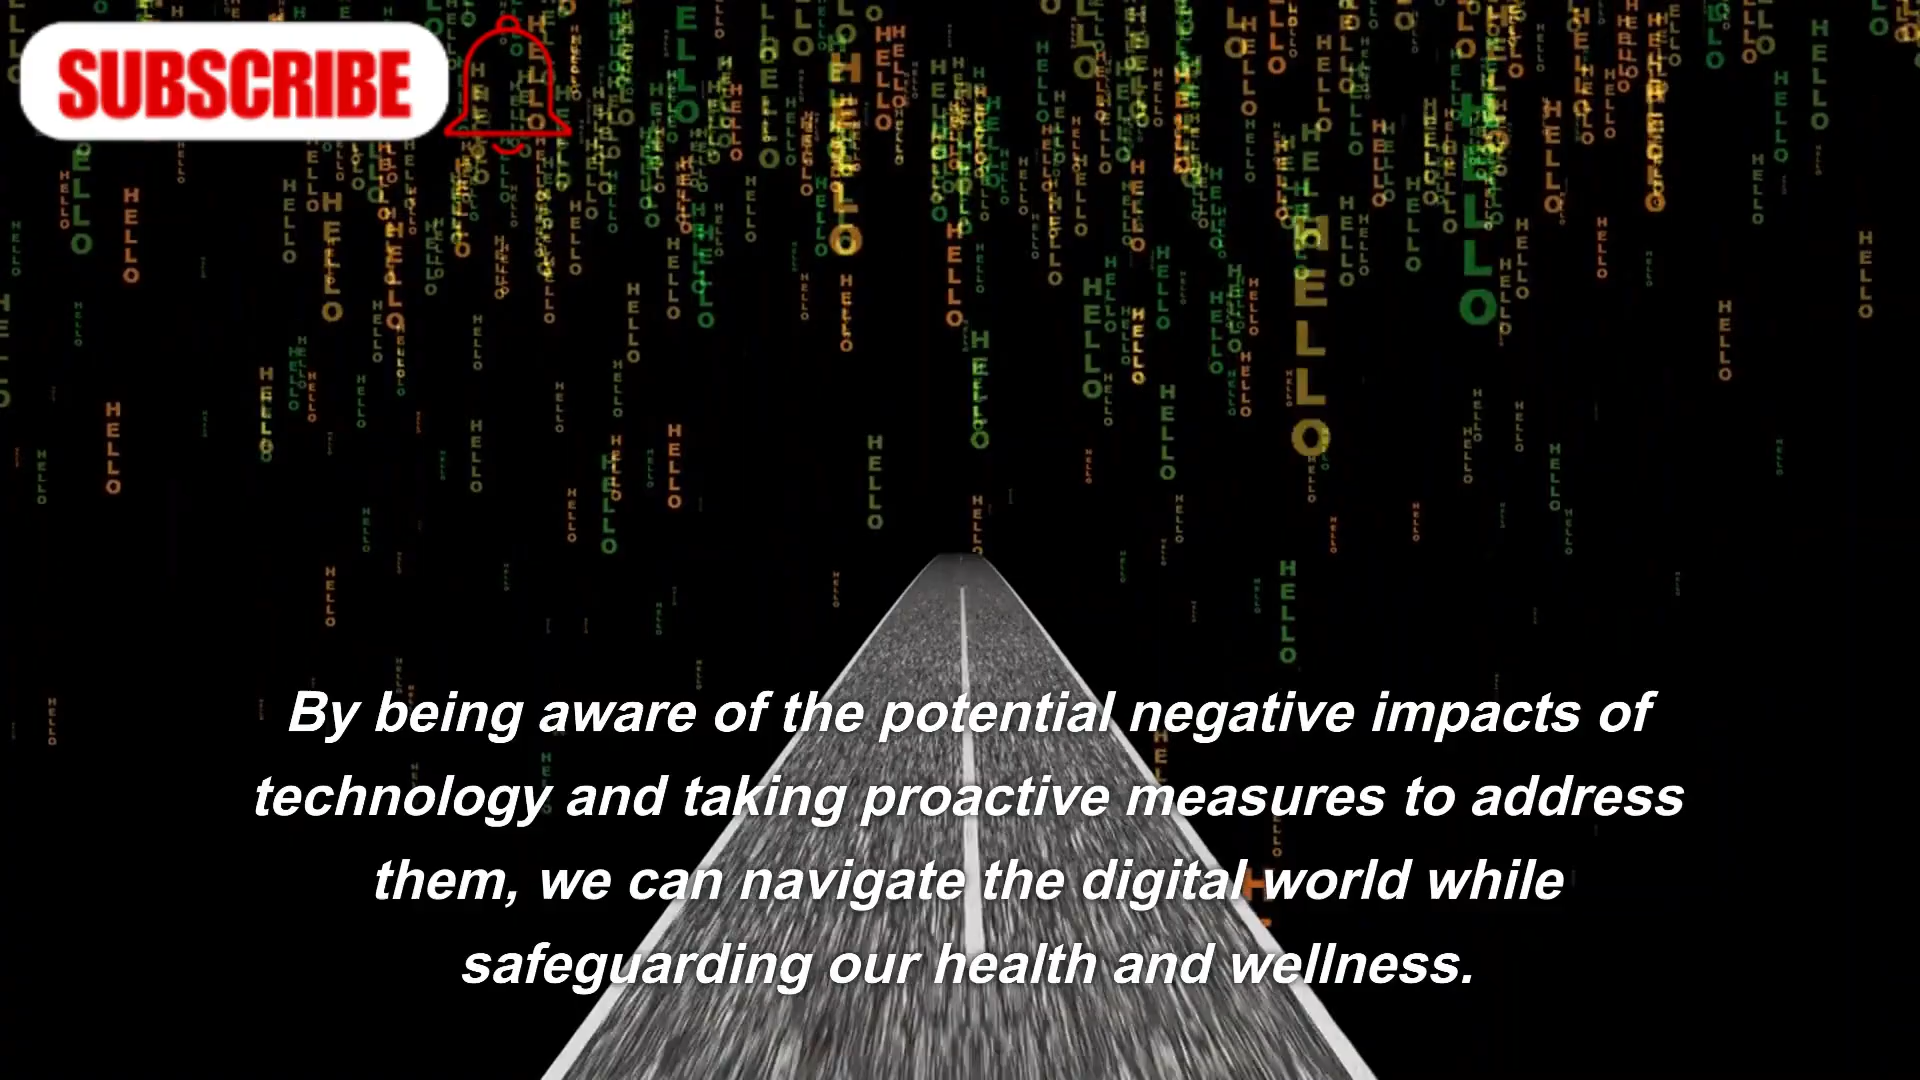 SUBSCRIBE
HELLO
By being aware of the potential negative impacts of
technology and taking proactive measures to address
them, we can navigate the digital world while
safeguarding our health and wellness.